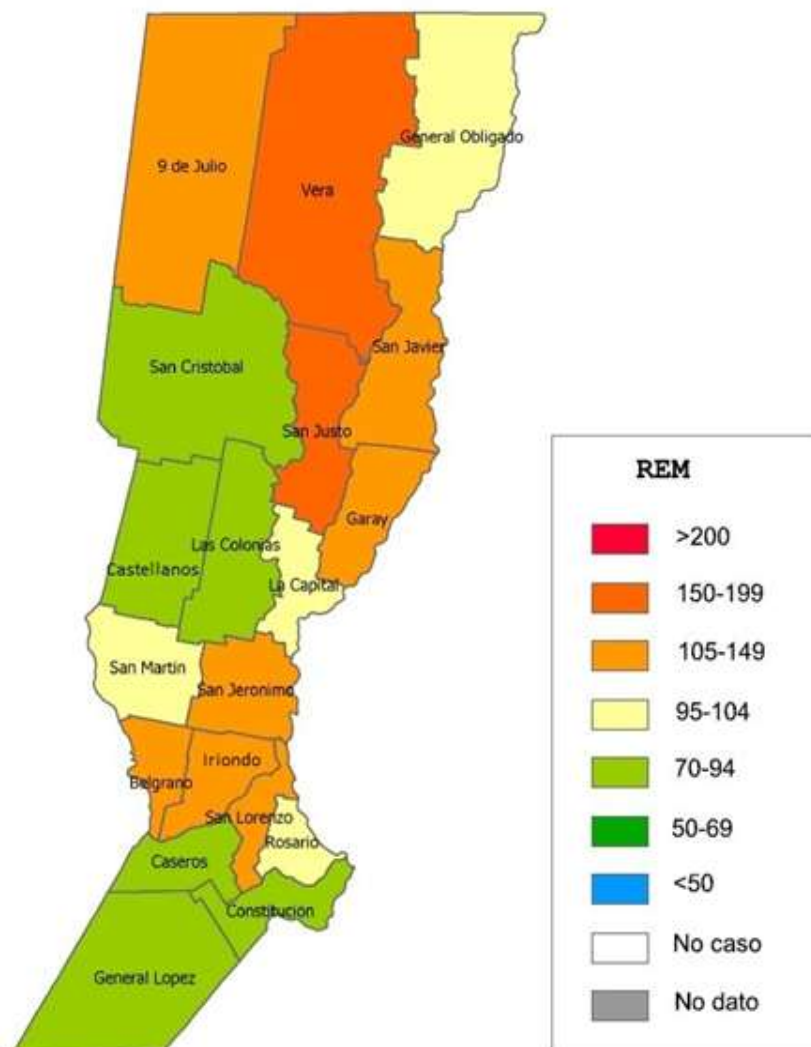 General Obligado
9 de Julio
Vera
San Javier
San Cristobal
San Justo
Garay
Las Colonias
Castellanos
La Capital
San Martin
San Jeronimo
Iriondo
Belgrano
San Lorenzo
Rosario
Caseros
Constitucion
General Lopez
REM
>200
150-199
105-149
95-104
70-94
50-69
<50
No caso
No dato